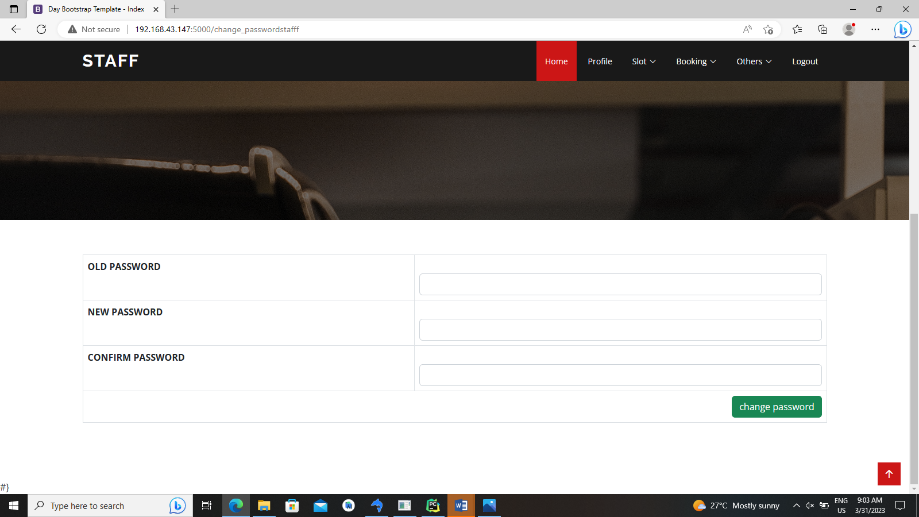 Day Bootstrap Template - Index
Not secure 192.168.43.147:5000/change_passwordstafff
STAFF Home Profile Slot Booking Others Logout
OLD PASSWORD
NEW PASSWORD
CONFIRM PASSWORD
change password
#}
Type here to search
27°C Mostly sunny
ENG
US
9:03 AM
3/31/2023